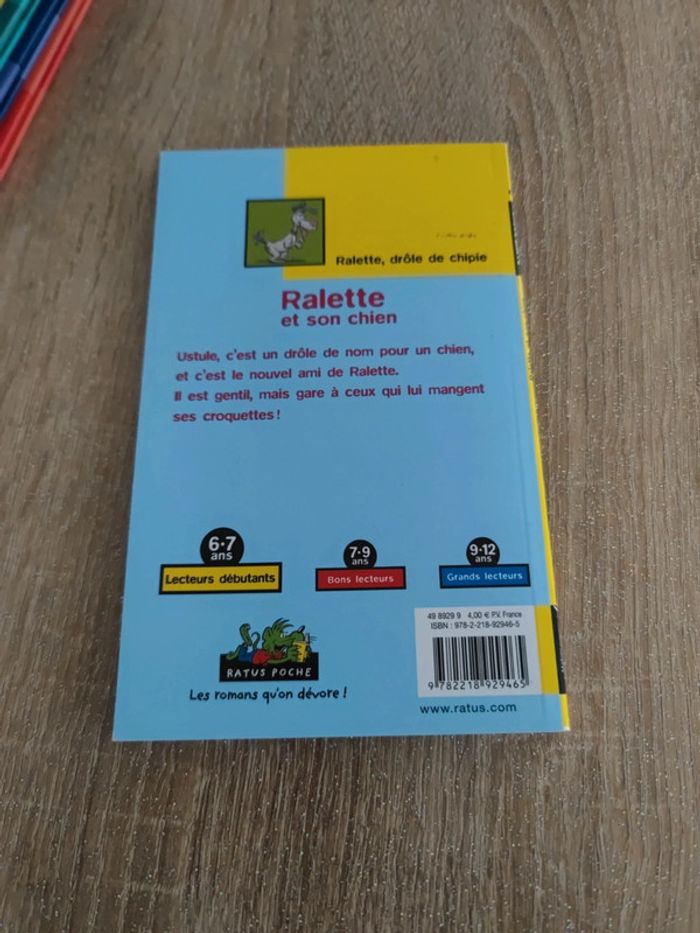 Ralette, drôle de chipie
Ralette
et son chien
Ustule, c'est un drôle de nom pour un chien,
et c'est le nouvel ami de Ralette.
Il est gentil, mais gare à ceux qui lui mangent
ses croquettes !
6·7
ans
Lecteurs débutants
7·9
ans
Bons lecteurs
9·12
ans
Grands lecteurs
RATUS POCHE
Les romans qu'on dévore !
49 8929 9 4,00 € P.V. France
ISBN : 978-2-218-92946-5
9 782218 929465
www.ratus.com